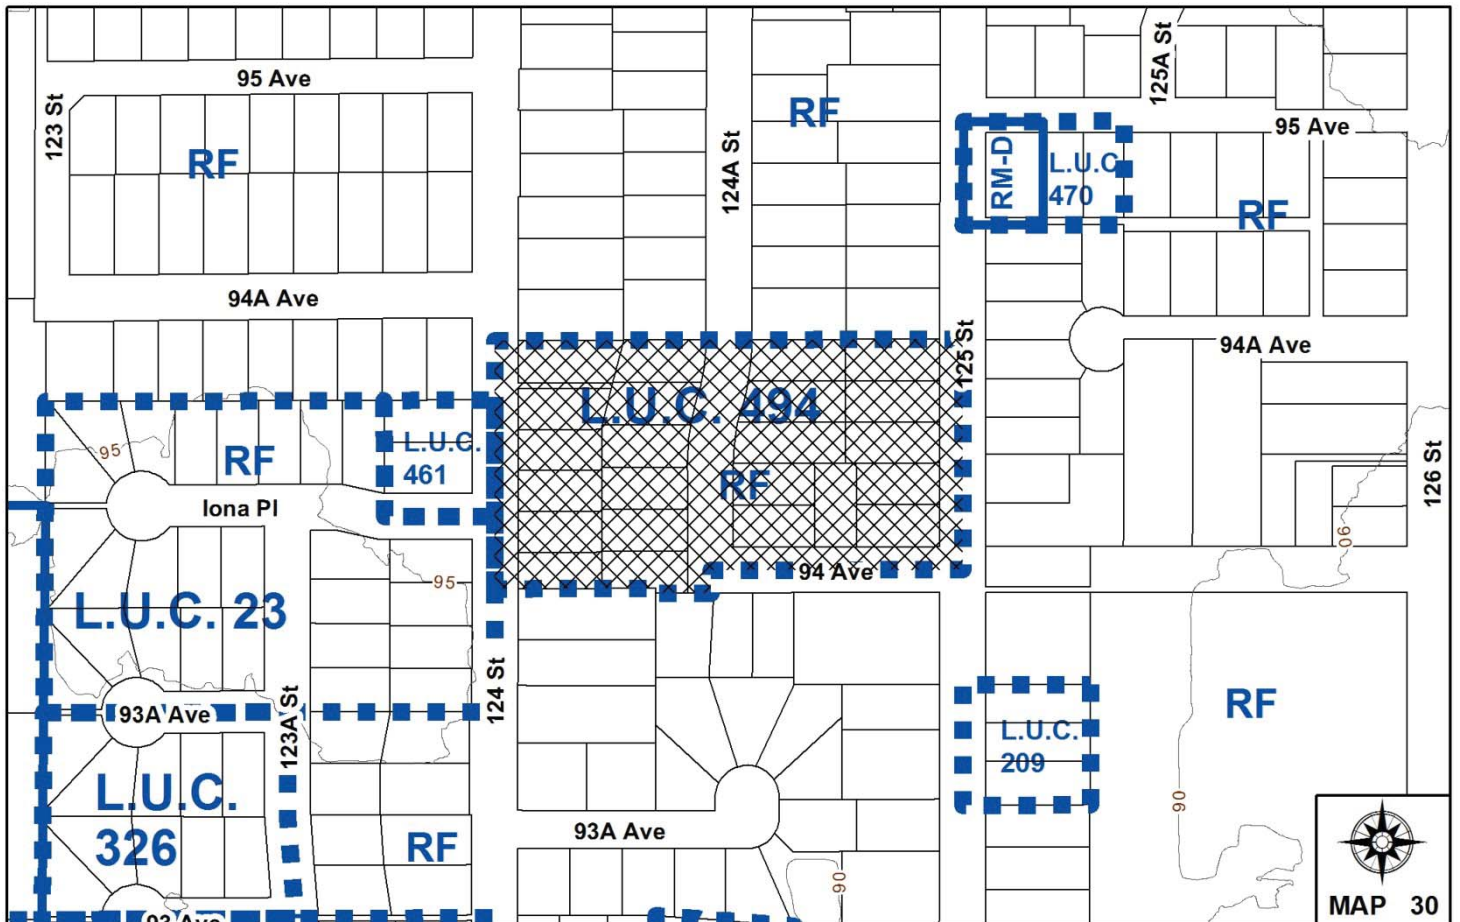 95 Ave
123 St
RF
94A Ave
124A St
RF
125A St
95 Ave
RM-D
L.U.C
470
RF
125 St
94A Ave
126 St
L.U.C. 494
RF
94 Ave
95
RF
L.U.C.
461
Iona Pl
95
L.U.C. 23
93A Ave
123A St
124 St
L.U.C.
326
RF
93 Ave
93A Ave
90
L.U.C.
209
RF
90
90
MAP 30